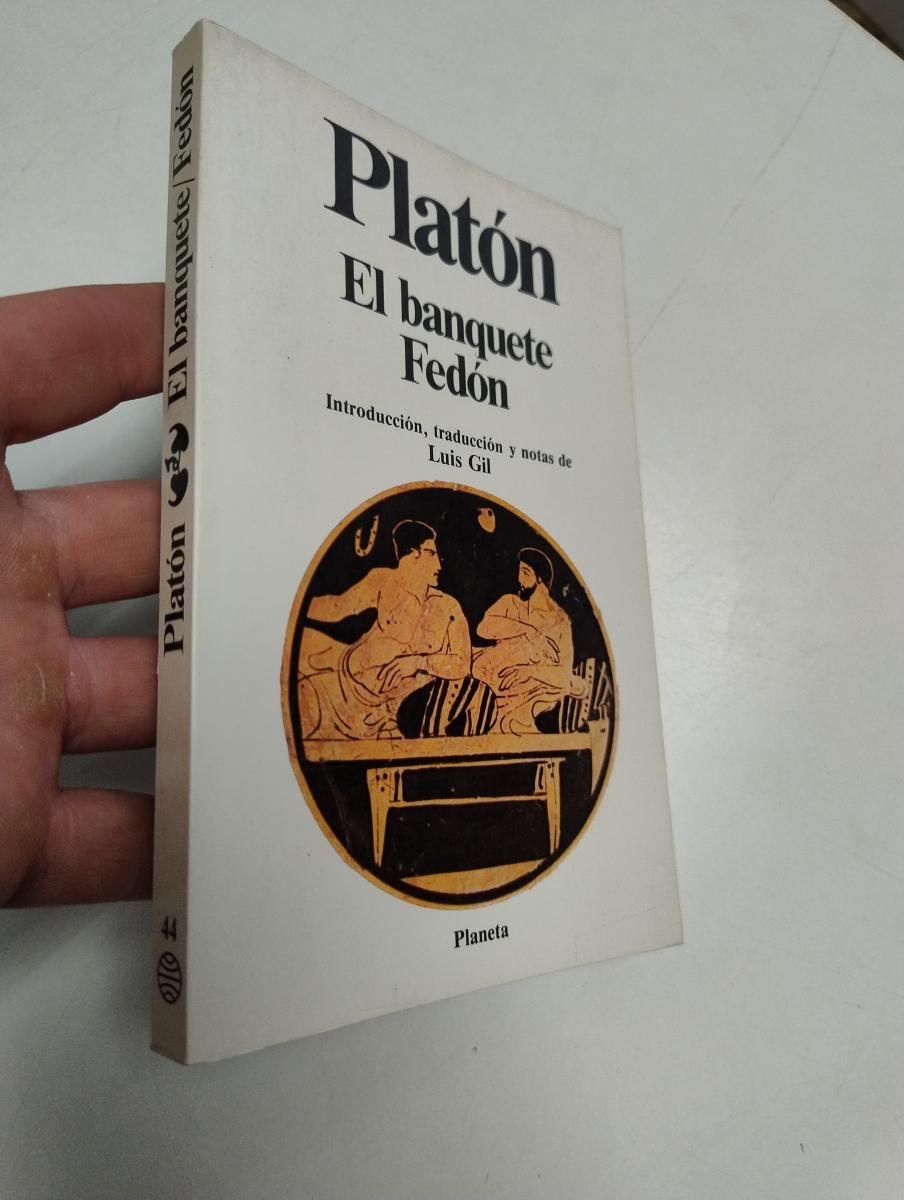 Platón
El banquete
Fedón
Introducción, traducción y notas de
Luis Gil
Planeta
Platón El banquete/Fedón
44